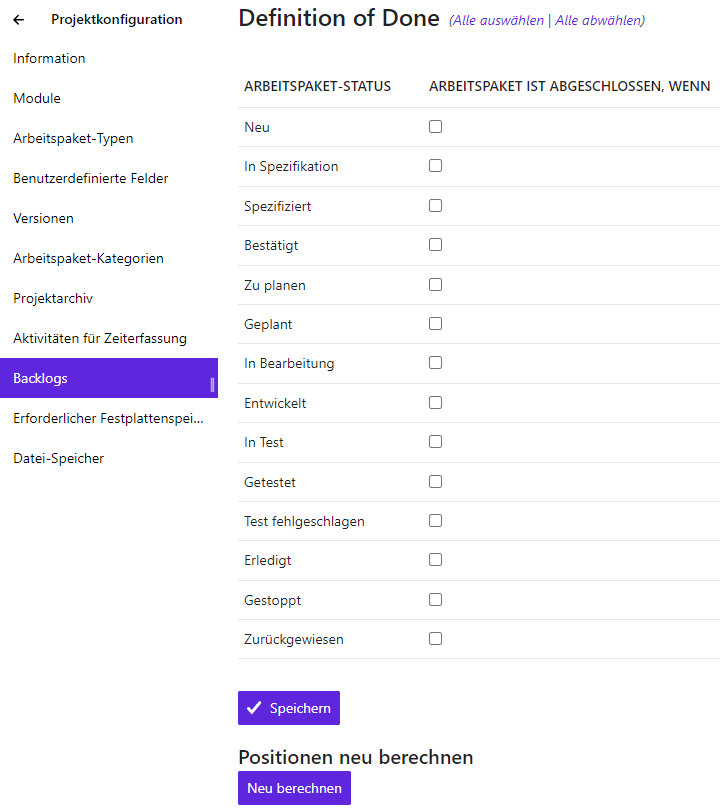 Projektkonfiguration
Information
Module
Arbeitspaket-Typen
Benutzerdefinierte Felder
Versionen
Arbeitspaket-Kategorien
Projektarchiv
Aktivitäten für Zeiterfassung
Backlogs
Erforderlicher Festplattenspei...
Datei-Speicher
Definition of Done (Alle auswählen | Alle abwählen)
ARBEITSPAKET-STATUS ARBEITSPAKET IST ABGESCHLOSSEN, WENN
Neu
In Spezifikation
Spezifiziert
Bestätigt
Zu planen
Geplant
In Bearbeitung
Entwickelt
In Test
Getestet
Test fehlgeschlagen
Erledigt
Gestoppt
Zurückgewiesen
Speichern
Positionen neu berechnen
Neu berechnen